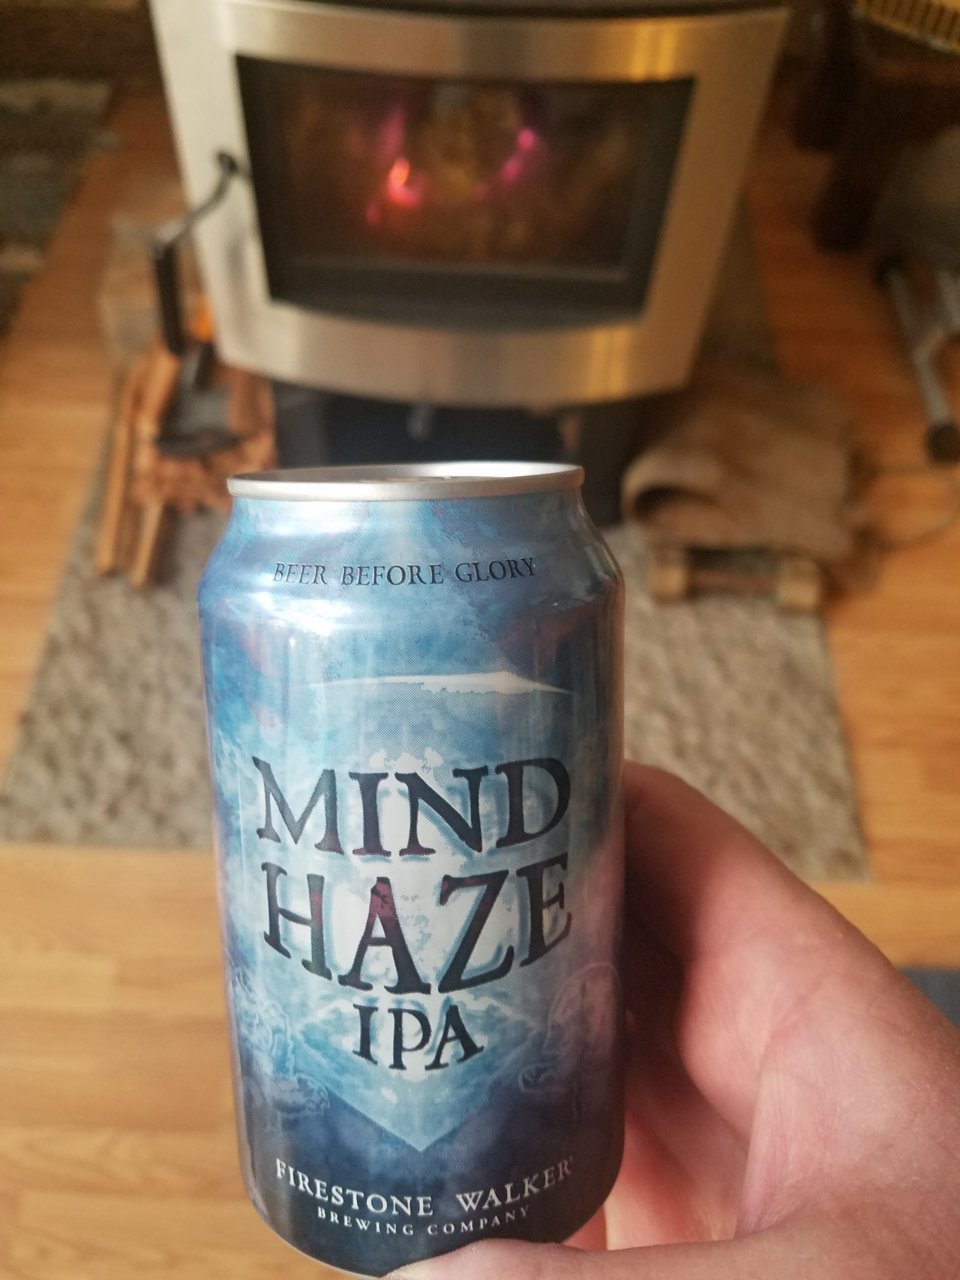 BEER BEFORE GLORY
MIND
HAZE
IPA
FIRESTONE WALKER
BREWING COMPANY